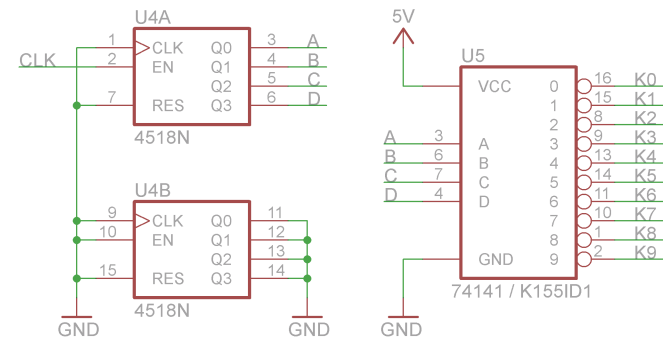 U4A
1 CLK Q0 3 A
CLK 2 EN Q1 4 B
Q2 5 C
7 RES Q3 6 D
4518N
U4B
9 CLK Q0 11
10 EN Q1 12
Q2 13
15 RES Q3 14
4518N
GND GND
5V
U5
VCC 0 16 K0
1 15 K1
2 8 K2
A 3 A 3 9 K3
B 6 B 4 13 K4
C 7 C 5 14 K5
D 4 D 6 11 K6
7 10 K7
8 1 K8
GND 9 2 K9
74141 / K155ID1
GND